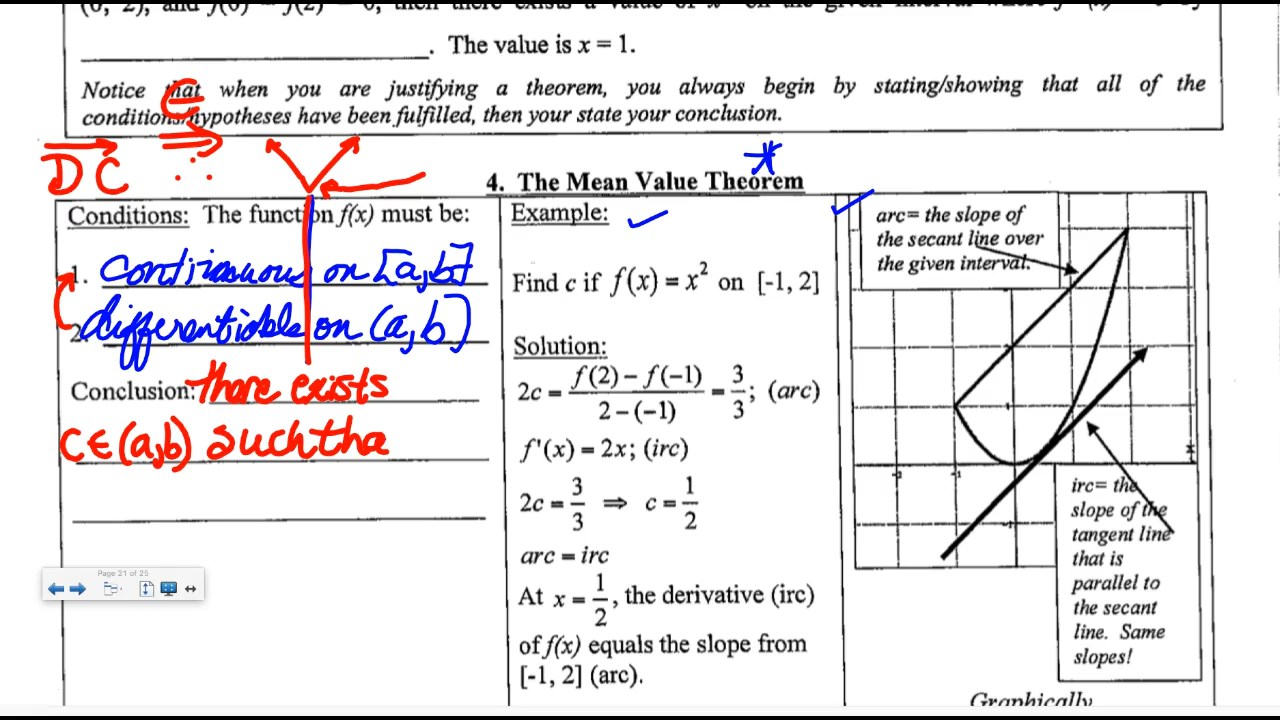 (0, 2), and f(0) = f(2) = 0, then there exists a value of x on the given interval where
____________. The value is x = 1.
Notice that when you are justifying a theorem, you always begin by stating/showing that all of the
conditions/hypotheses have been fulfilled, then your state your conclusion.
D C ∴
4. The Mean Value Theorem
Conditions: The function f(x) must be:
1. continuous on [a,b]
2. differentiable on (a,b)
Conclusion: there exists
c∈(a,b) such tha
Page 21 of 25
Example:
Find c if f(x) = x² on [-1, 2]
Solution:
2c = (f(2) − f(−1))/(2 − (−1)) = 3/3; (arc)
f'(x) = 2x; (irc)
2c = 3/3 ⇒ c = 1/2
arc = irc
At x = 1/2, the derivative (irc)
of f(x) equals the slope from
[-1, 2] (arc).
arc= the slope of
the secant line over
the given interval.
-2 -1
1
-1
x
irc= the
slope of the
tangent line
that is
parallel to
the secant
line. Same
slopes!
Graphically